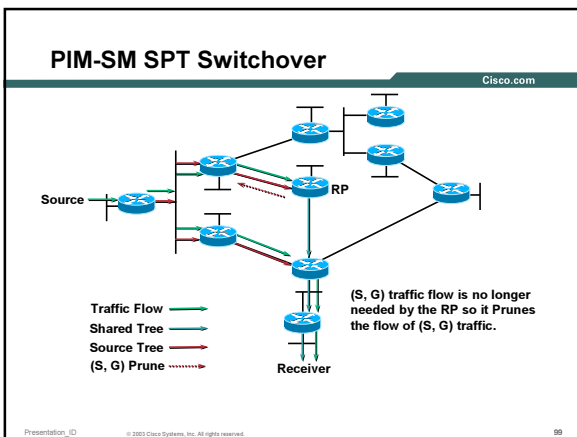 PIM-SM SPT Switchover
Cisco.com
RP
Source
Traffic Flow
Shared Tree
Source Tree
(S, G) Prune
Receiver
(S, G) traffic flow is no longer
needed by the RP so it Prunes
the flow of (S, G) traffic.
Presentation_ID
© 2003 Cisco Systems, Inc. All rights reserved.
99